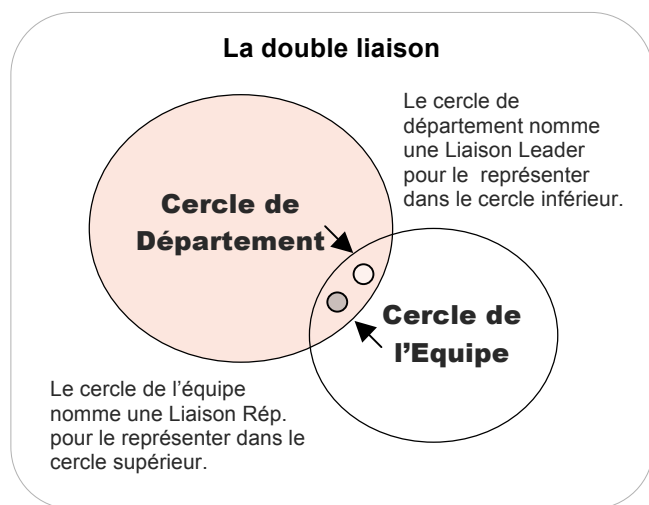 La double liaison
Le cercle de
département nomme
une Liaison Leader
pour le  représenter
dans le cercle inférieur.
Cercle de
Département
Cercle de
l’Equipe
Le cercle de l’équipe
nomme une Liaison Rép.
pour le représenter dans le
cercle supérieur.